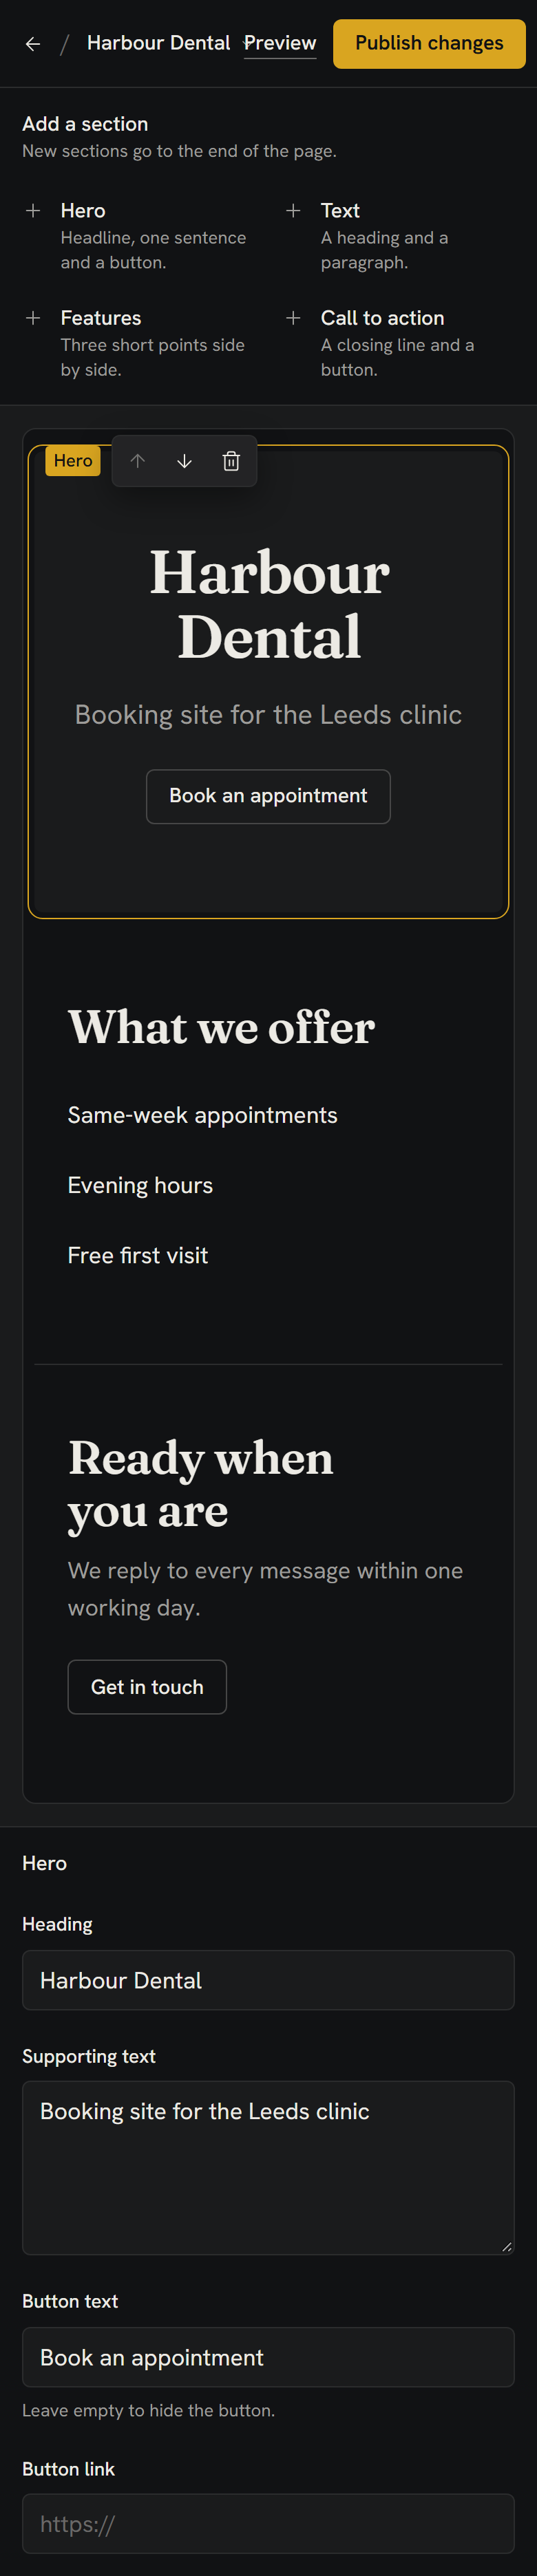 / Harbour Dental Preview Publish changes
Add a section
New sections go to the end of the page.
Hero
Headline, one sentence
and a button.
Text
A heading and a
paragraph.
Features
Three short points side
by side.
Call to action
A closing line and a
button.
Hero
Harbour
Dental
Booking site for the Leeds clinic
Book an appointment
What we offer
Same-week appointments
Evening hours
Free first visit
Ready when
you are
We reply to every message within one
working day.
Get in touch
Hero
Heading
Harbour Dental
Supporting text
Booking site for the Leeds clinic
Button text
Book an appointment
Leave empty to hide the button.
Button link
https://